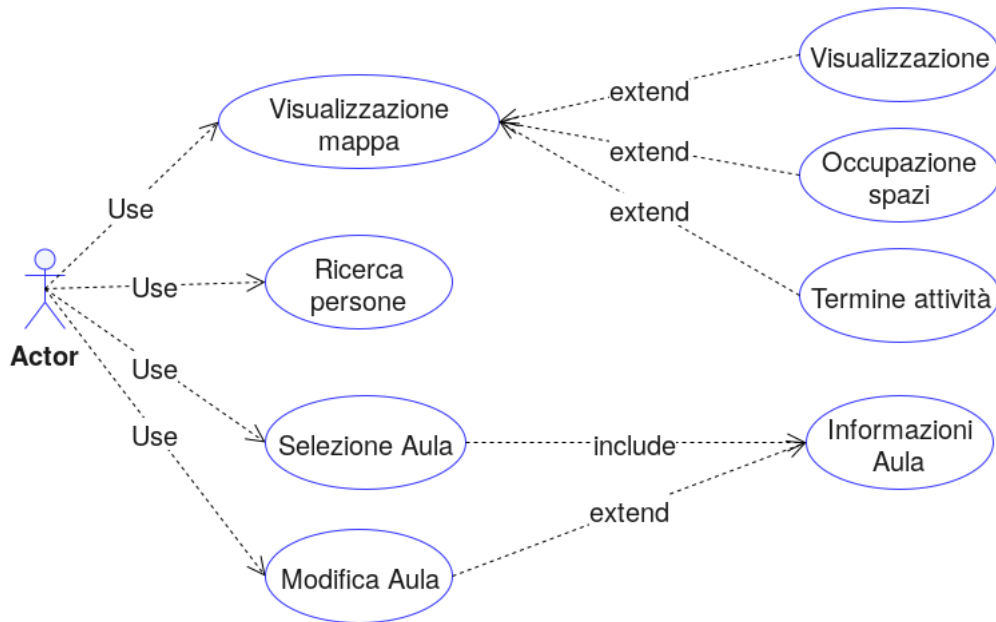 Visualizzazione
mappa
Visualizzazione
extend
extend
Occupazione
spazi
extend
Use
Ricerca
persone
Use
Termine attività
Actor
Use
Selezione Aula
include
Informazioni
Aula
Use
extend
Modifica Aula